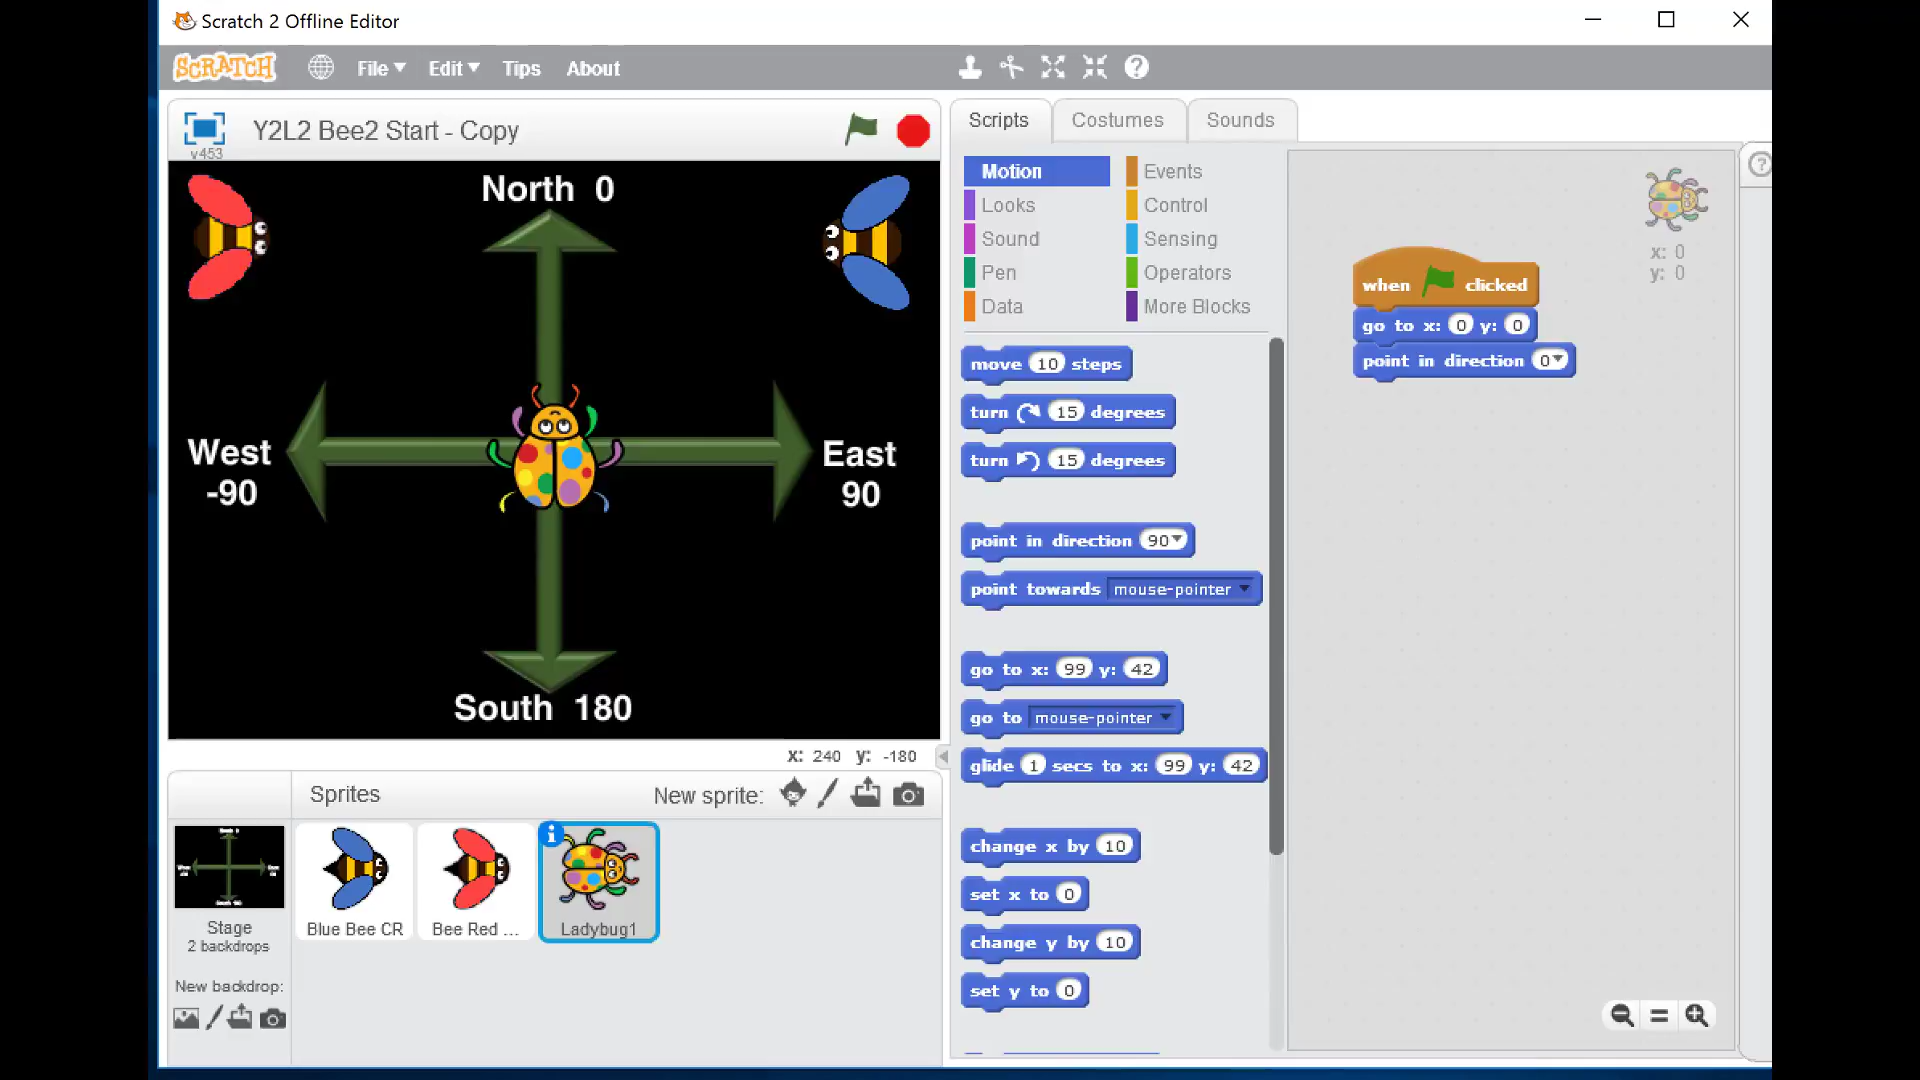 Scratch 2 Offline Editor
SCRATCH
File
Edit
Tips
About
Y2L2 Bee2 Start - Copy
v453
North 0
West
-90
East
90
South 180
x: 240 y: -180
Sprites
New sprite:
Stage
2 backdrops
New backdrop:
Blue Bee CR
Bee Red ...
Ladybug1
Scripts
Costumes
Sounds
Motion
Looks
Sound
Pen
Data
Events
Control
Sensing
Operators
More Blocks
move 10 steps
turn 15 degrees
turn 15 degrees
point in direction 90
point towards mouse-pointer
go to x: 99 y: 42
go to mouse-pointer
glide 1 secs to x: 99 y: 42
change x by 10
set x to 0
change y by 10
set y to 0
when clicked
go to x: 0 y: 0
point in direction 0
x: 0
y: 0